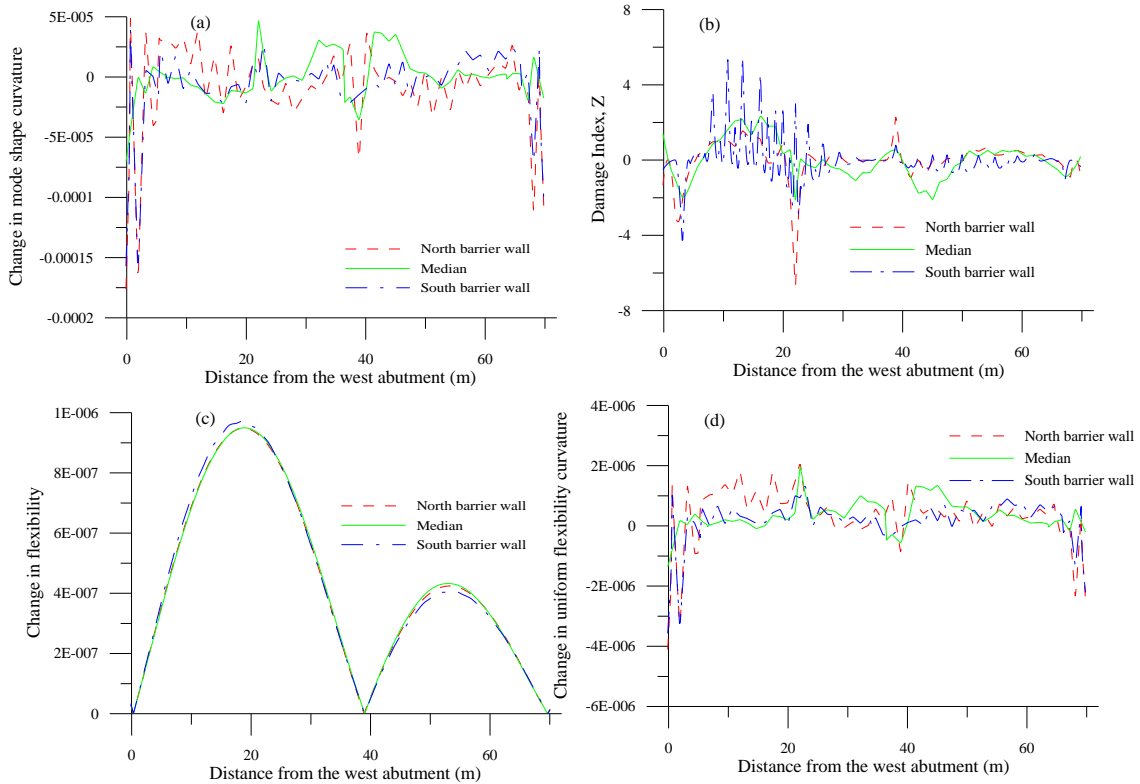 (a)
Change in mode shape curvature
5E-005
0
-5E-005
-0.0001
-0.00015
-0.0002
North barrier wall
Median
South barrier wall
0 20 40 60
Distance from the west abutment (m)
(b)
Damage Index, Z
8
4
0
-4
-8
North barrier wall
Median
South barrier wall
0 20 40 60
Distance from the west abutment (m)
(c)
Change in flexibility
1E-006
8E-007
6E-007
4E-007
2E-007
0
North barrier wall
Median
South barrier wall
0 20 40 60
Distance from the west abutment (m)
(d)
Change in uniform flexibility curvature
4E-006
2E-006
0
-2E-006
-4E-006
-6E-006
North barrier wall
Median
South barrier wall
0 20 40 60
Distance from the west abutment (m)